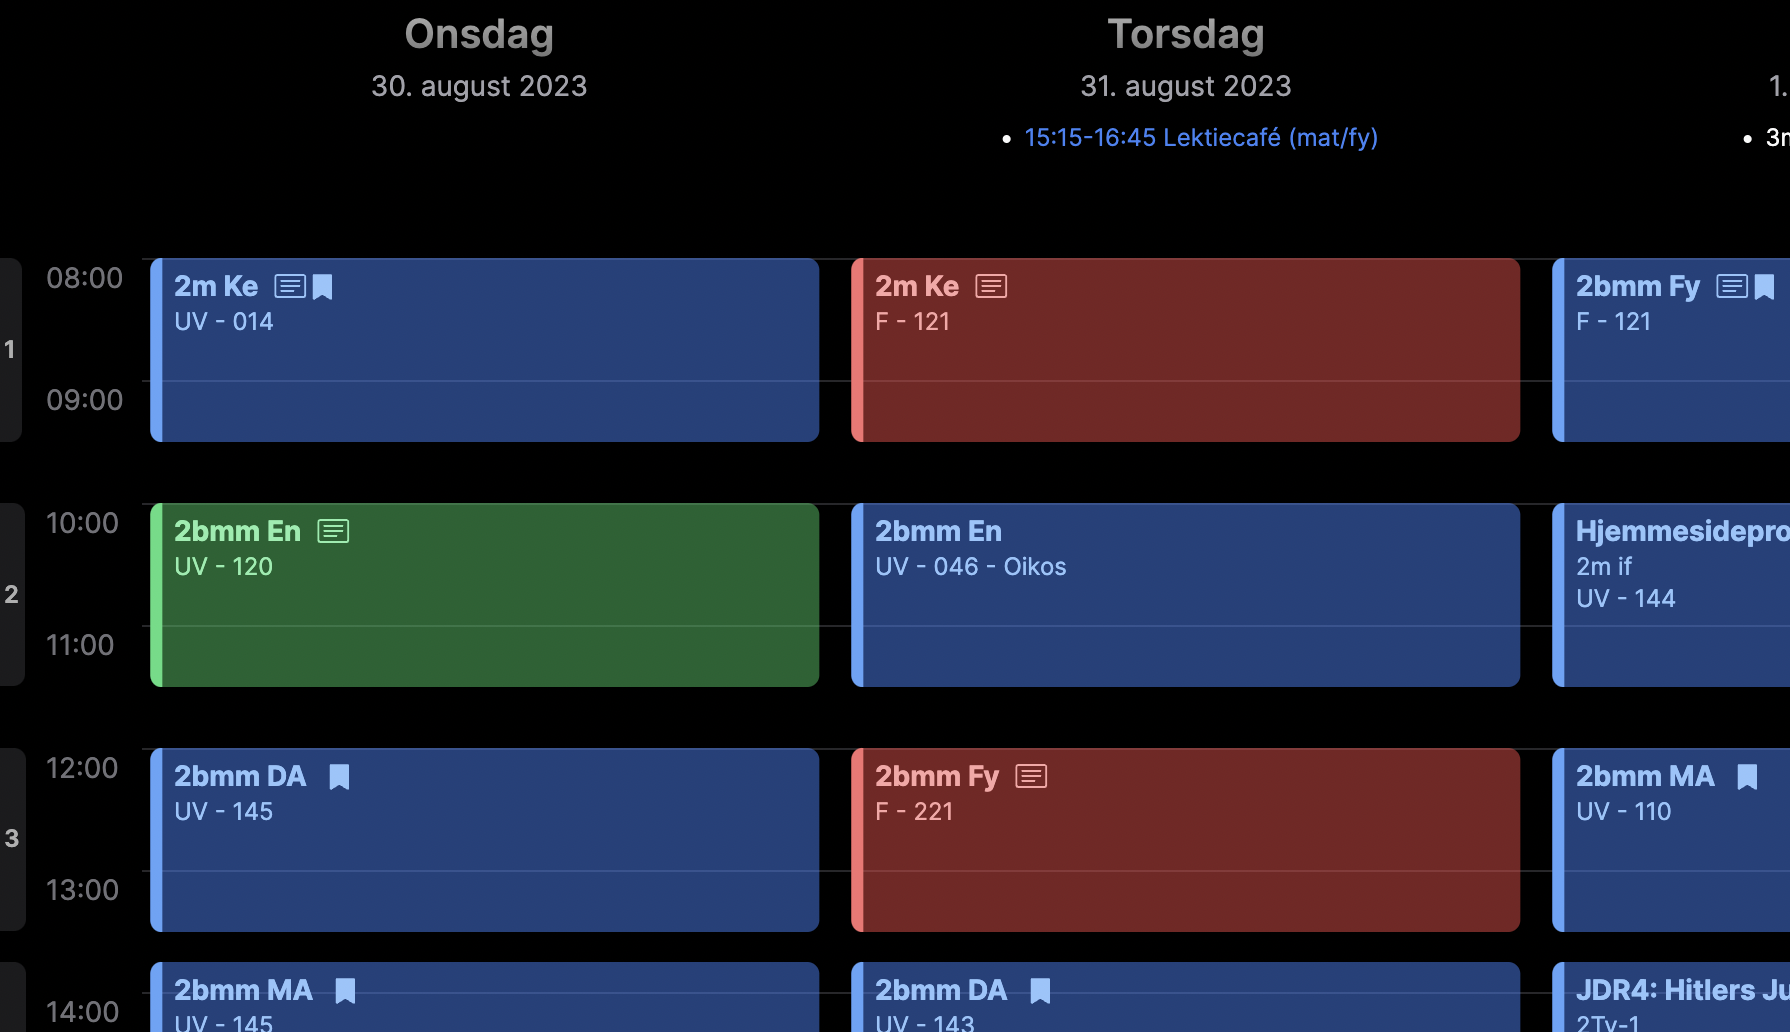 Onsdag
30. august 2023
Torsdag
31. august 2023
• 15:15-16:45 Lektiecafé (mat/fy)
1.
• 3m
1
08:00
09:00
2m Ke
UV - 014
2m Ke
F - 121
2bmm Fy
F - 121
2
10:00
11:00
2bmm En
UV - 120
2bmm En
UV - 046 - Oikos
Hjemmesidepro
2m if
UV - 144
3
12:00
13:00
2bmm DA
UV - 145
2bmm Fy
F - 221
2bmm MA
UV - 110
14:00
2bmm MA
UV - 145
2bmm DA
UV - 143
JDR4: Hitlers Ju
2Ty-1